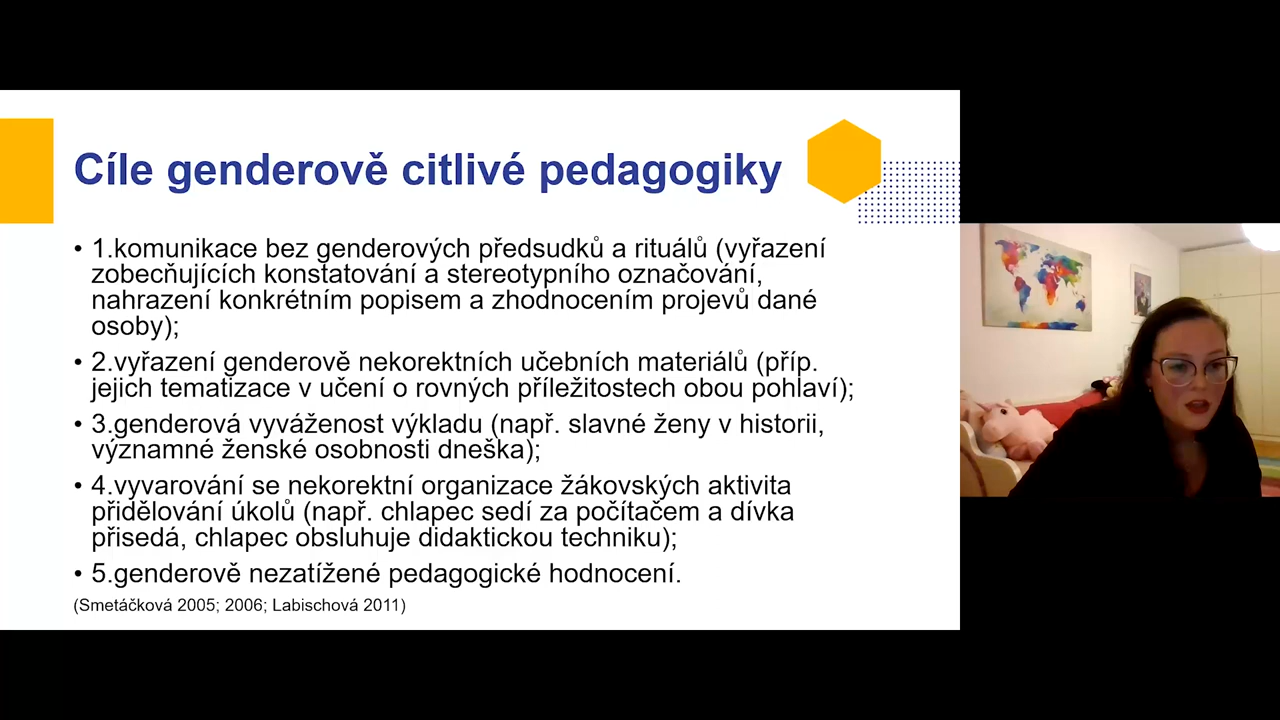 Cíle genderově citlivé pedagogiky
• 1.komunikace bez genderových předsudků a rituálů (vyřazení
zobecňujících konstatování a stereotypního označování,
nahrazení konkrétním popisem a zhodnocením projevů dané
osoby);
• 2.vyřazení genderově nekorektních učebních materiálů (příp.
jejich tematizace v učení o rovných příležitostech obou pohlaví);
• 3.genderová vyváženost výkladu (např. slavné ženy v historii,
významné ženské osobnosti dneška);
• 4.vyvarování se nekorektní organizace žákovských aktivita
přidělování úkolů (např. chlapec sedí za počítačem a dívka
přisedá, chlapec obsluhuje didaktickou techniku);
• 5.genderově nezatížené pedagogické hodnocení.
(Smetáčková 2005; 2006; Labischová 2011)